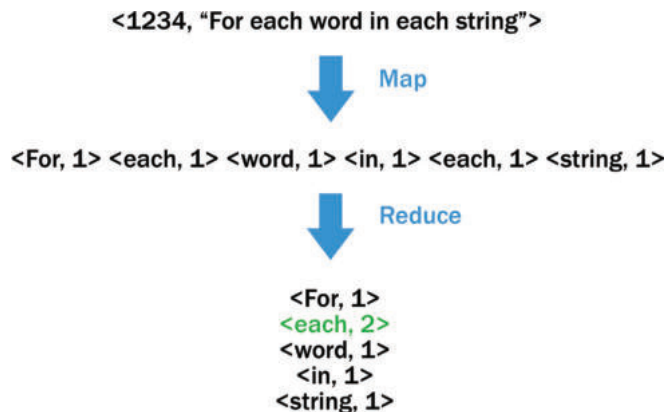 <1234, “For each word in each string”>
Map
<For, 1> <each, 1> <word, 1> <in, 1> <each, 1> <string, 1>
Reduce
<For, 1>
<each, 2>
<word, 1>
<in, 1>
<string, 1>